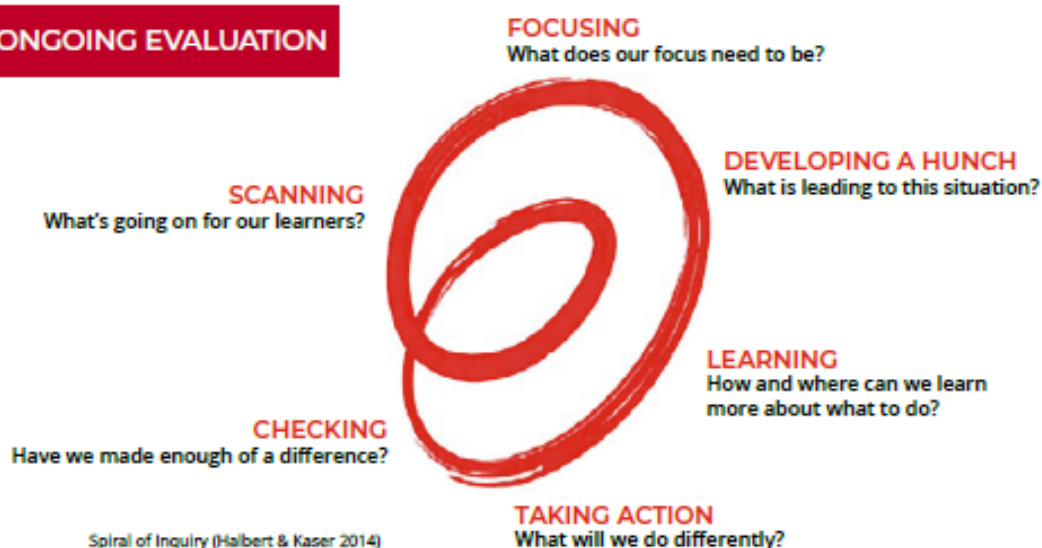 ONGOING EVALUATION
FOCUSING
What does our focus need to be?
DEVELOPING A HUNCH
What is leading to this situation?
SCANNING
What's going on for our learners?
LEARNING
How and where can we learn
more about what to do?
CHECKING
Have we made enough of a difference?
TAKING ACTION
What will we do differently?
Spiral of Inquiry (Halbert & Kaser 2014)